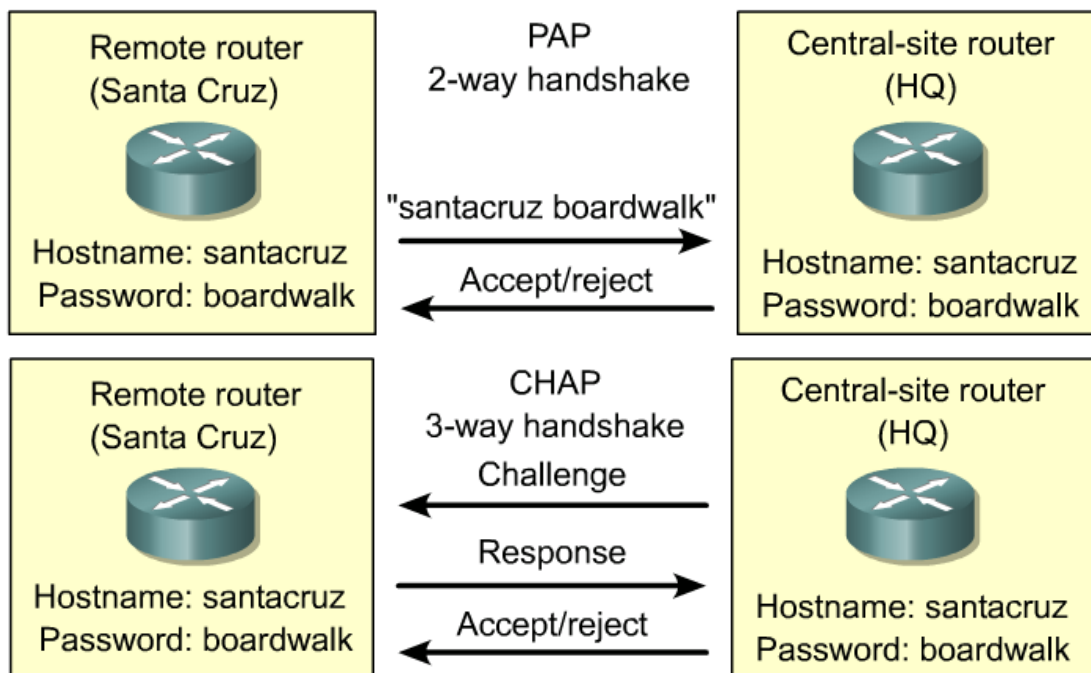 Remote router
(Santa Cruz)
Hostname: santacruz
Password: boardwalk
PAP
2-way handshake
"santacruz boardwalk"
Accept/reject
Central-site router
(HQ)
Hostname: santacruz
Password: boardwalk
Remote router
(Santa Cruz)
Hostname: santacruz
Password: boardwalk
CHAP
3-way handshake
Challenge
Response
Accept/reject
Central-site router
(HQ)
Hostname: santacruz
Password: boardwalk